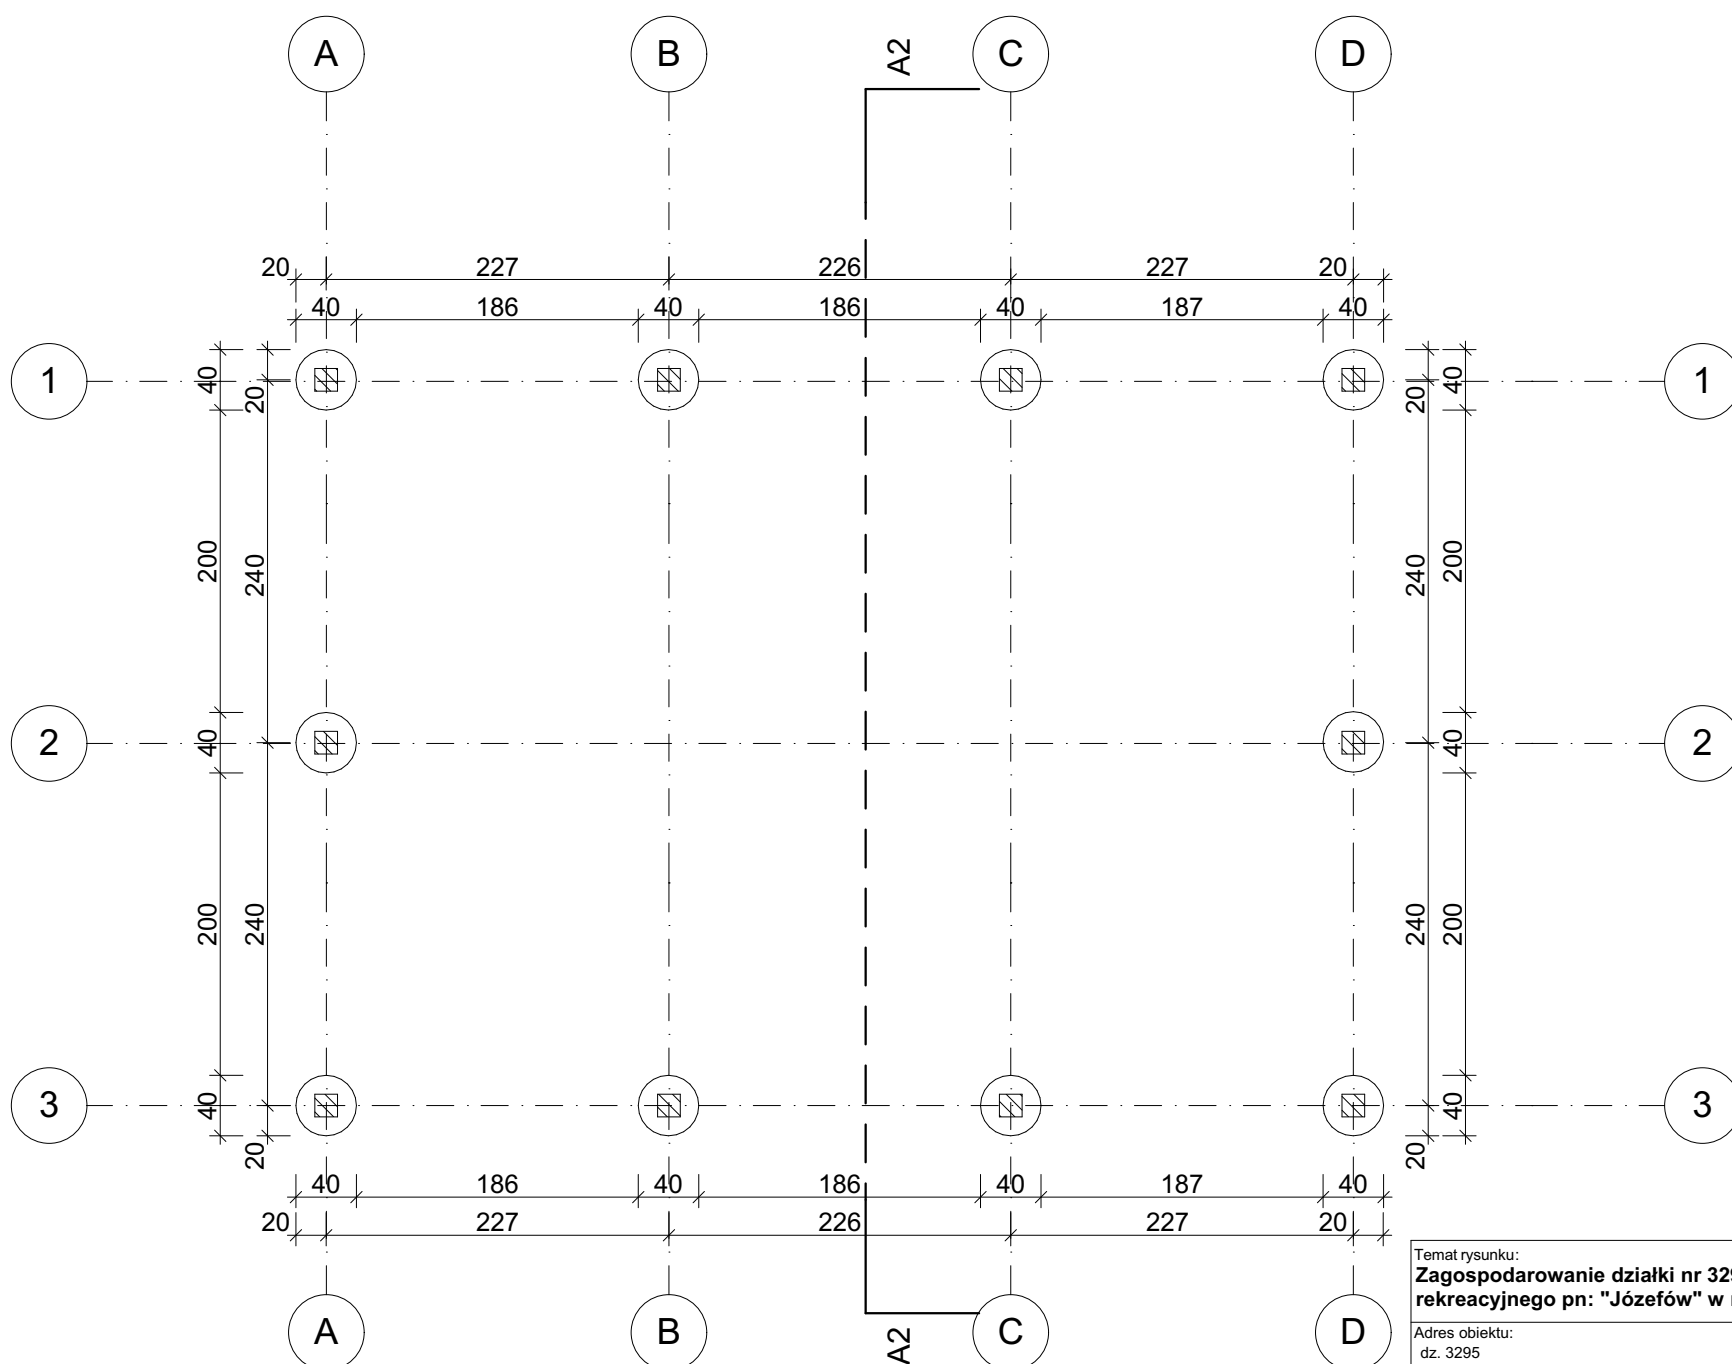 A B A2 C D
20 227 226 227 20
40 186 40 186 40 187 40
1 40 20 20 40 1
200 240 240 200
2 40 40 2
200 240 240 200
3 40 40 3
20 20
40 186 40 186 40 187 40
20 227 226 227 20
A B A2 C D
Temat rysunku:
Zagospodarowanie działki nr
rekreacyjnego pn: "Józefów" w
Adres obiektu:
dz. 3295